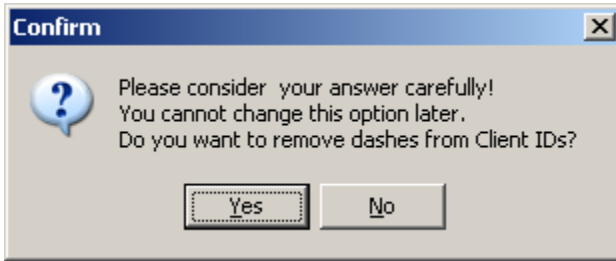 Confirm
Please consider  your answer carefully!
You cannot change this option later.
Do you want to remove dashes from Client IDs?
Yes No